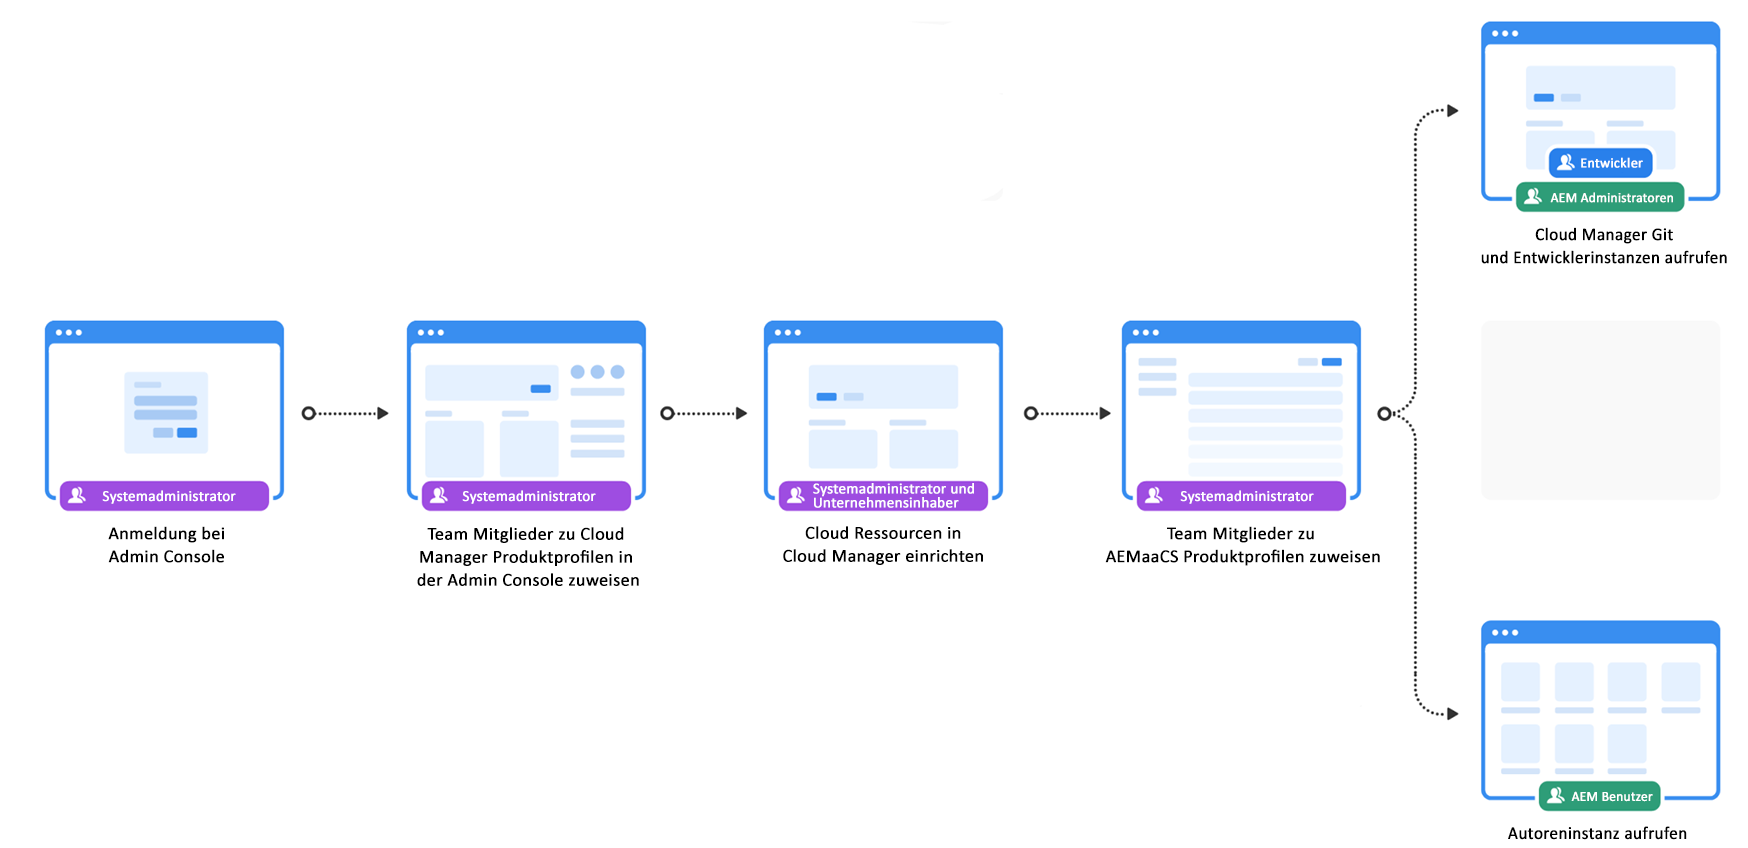 Entwickler
AEM Administratoren
Cloud Manager Git
und Entwicklerinstanzen aufrufen
Systemadministrator
Anmeldung bei
Admin Console
Systemadministrator
Team Mitglieder zu Cloud
Manager Produktprofilen in
der Admin Console zuweisen
Systemadministrator und
Unternehmensinhaber
Cloud Ressourcen in
Cloud Manager einrichten
Systemadministrator
Team Mitglieder zu
AEMaaCS Produktprofilen zuweisen
AEM Benutzer
Autoreninstanz aufrufen